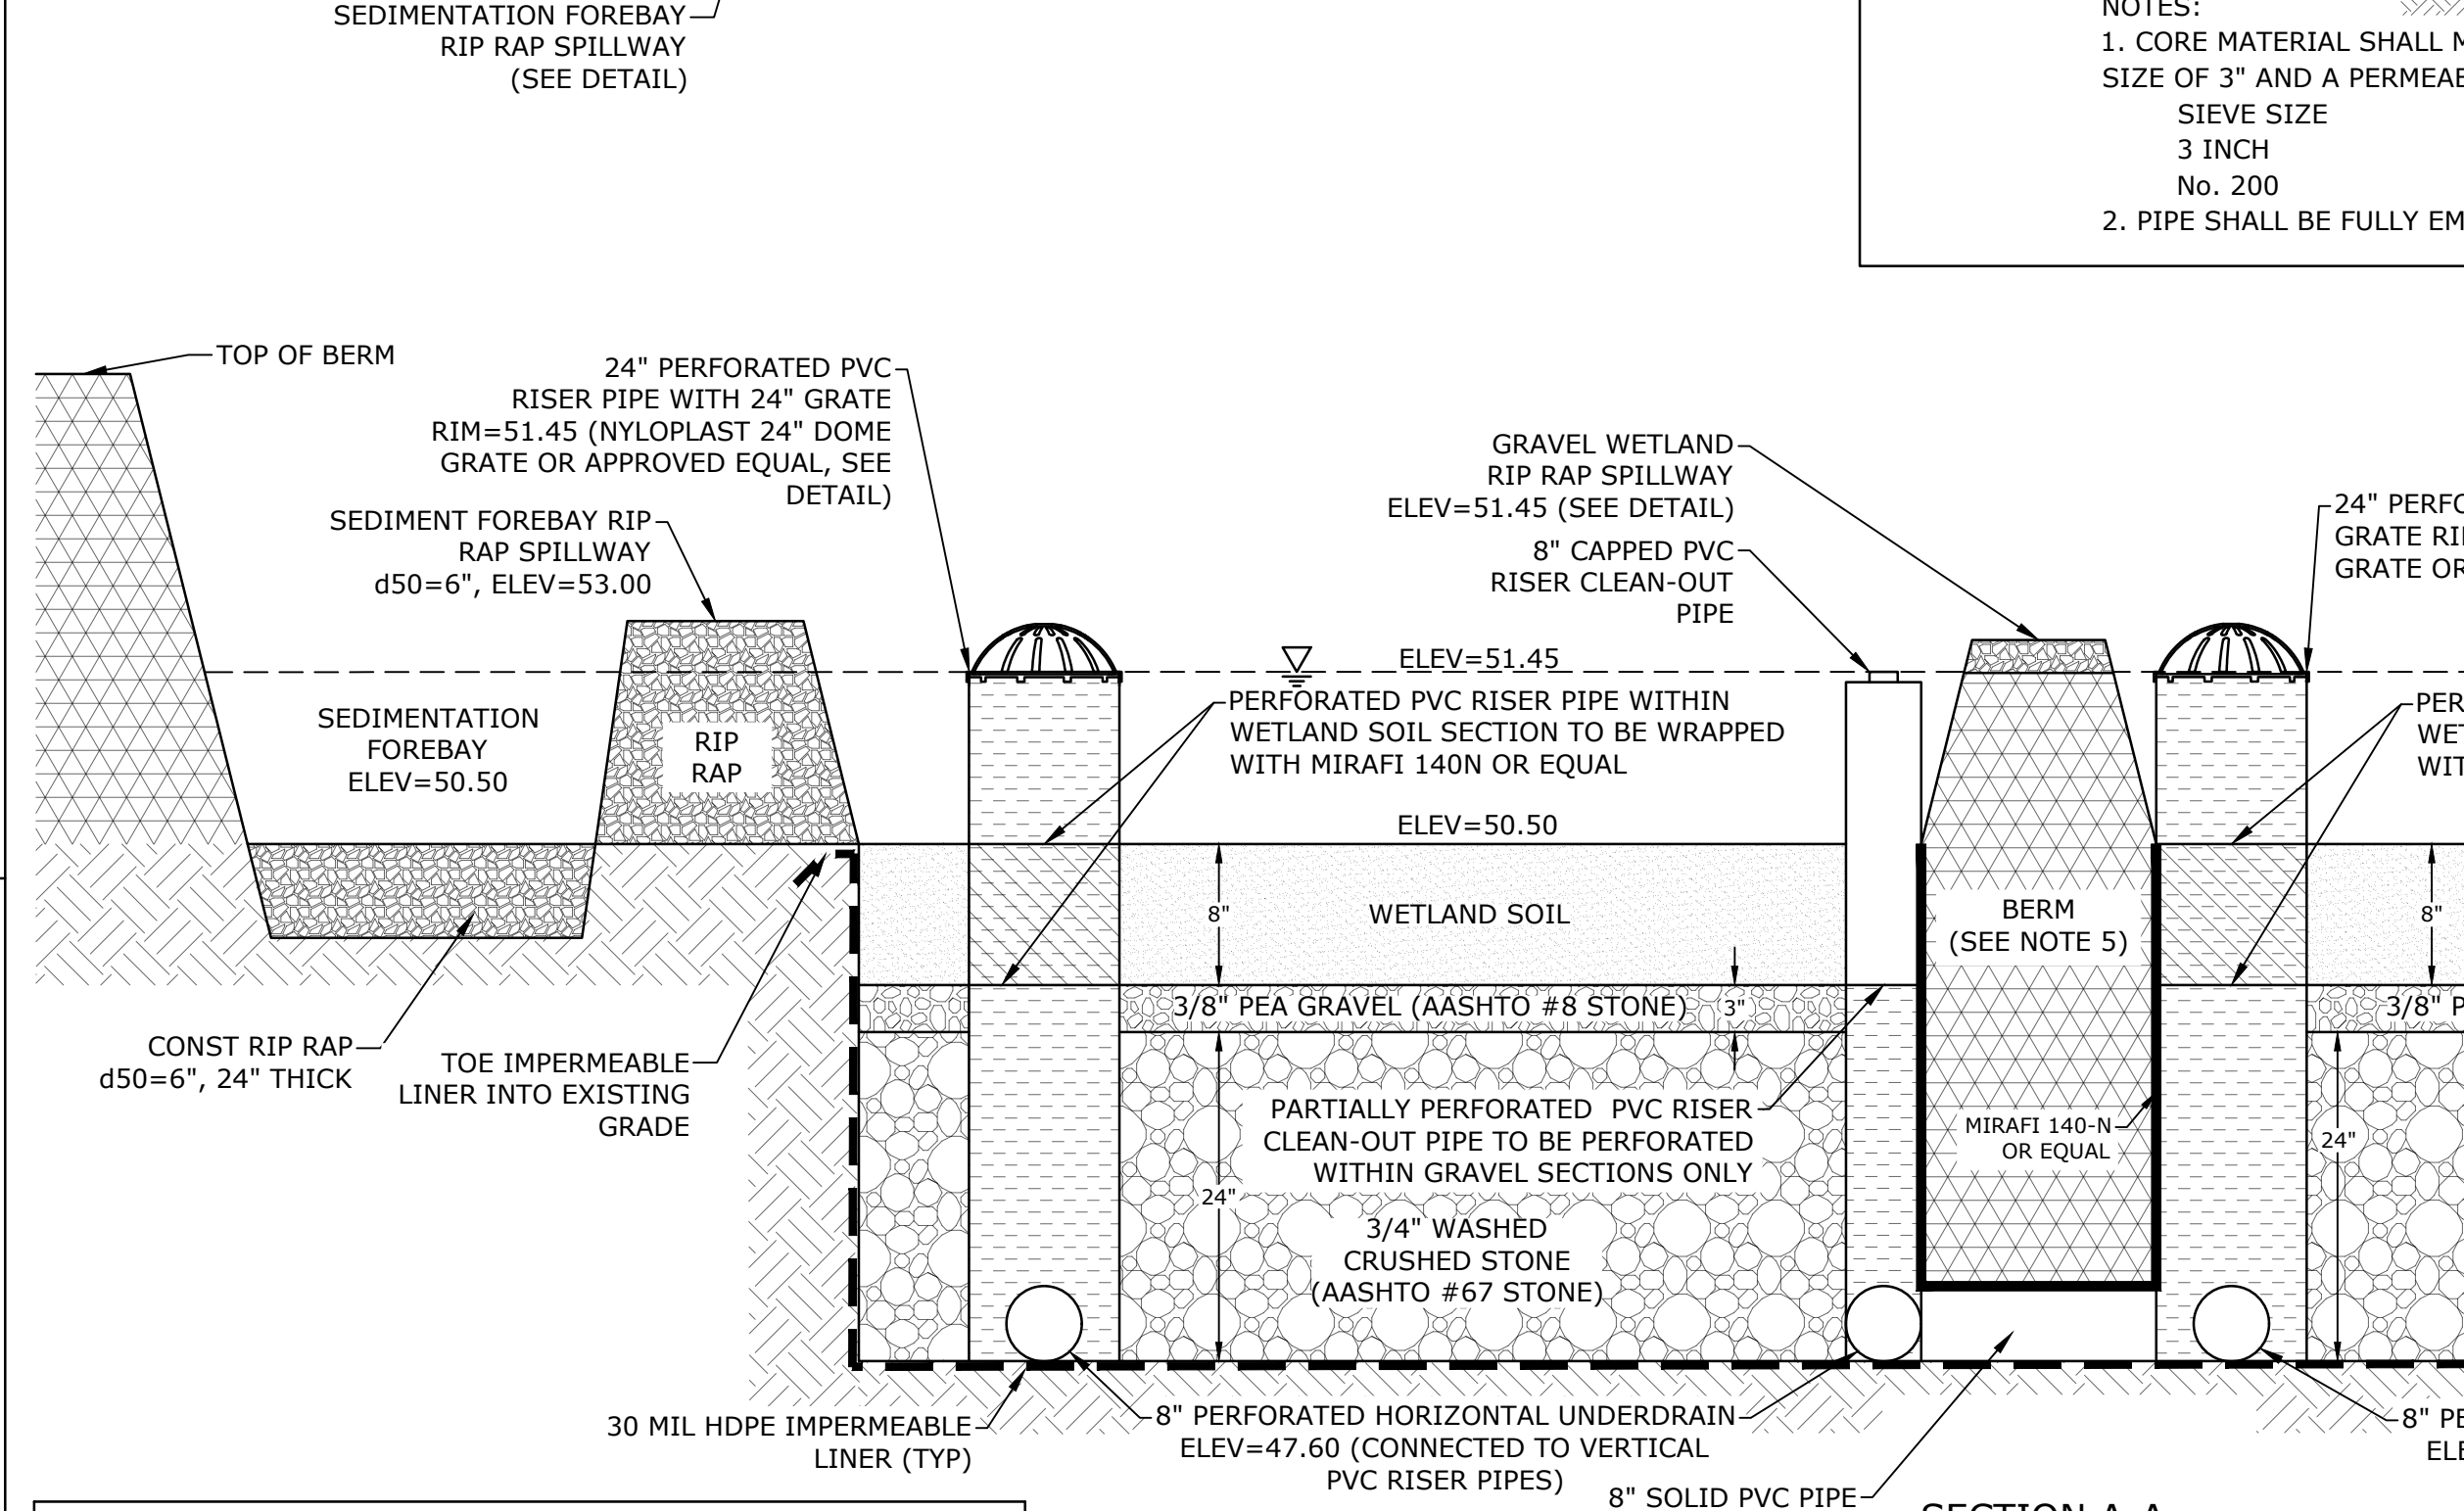 SEDIMENTATION FOREBAY
RIP RAP SPILLWAY
(SEE DETAIL)
NOTES:
1. CORE MATERIAL SHALL
SIZE OF 3" AND A
SIEVE SIZE
3 INCH
No. 200
2. PIPE SHALL BE FULLY
TOP OF BERM
24" PERFORATED PVC
RISER PIPE WITH 24" GRATE
RIM=51.45 (NYLOPLAST 24" DOME
GRATE OR APPROVED EQUAL, SEE
DETAIL)
SEDIMENT FOREBAY RIP
RAP SPILLWAY
d50=6", ELEV=53.00
GRAVEL WETLAND
RIP RAP SPILLWAY
ELEV=51.45 (SEE DETAIL)
8" CAPPED PVC
RISER CLEAN-OUT
PIPE
24"
GRATE
GRATE OR
ELEV=51.45
SEDIMENTATION
FOREBAY
ELEV=50.50
RIP
RAP
PERFORATED PVC RISER PIPE WITHIN
WETLAND SOIL SECTION TO BE WRAPPED
WITH MIRAFI 140N OR EQUAL
ELEV=50.50
8"
WETLAND SOIL
BERM
(SEE NOTE 5)
8"
3/8" PEA GRAVEL (AASHTO #8 STONE)
3"
3/8"
CONST RIP RAP
d50=6", 24" THICK
TOE IMPERMEABLE
LINER INTO EXISTING
GRADE
PARTIALLY PERFORATED PVC RISER
CLEAN-OUT PIPE TO BE PERFORATED
WITHIN GRAVEL SECTIONS ONLY
MIRAFI 140-N
OR EQUAL
24"
24"
3/4" WASHED
CRUSHED STONE
(AASHTO #67 STONE)
30 MIL HDPE IMPERMEABLE
LINER (TYP)
8" PERFORATED HORIZONTAL UNDERDRAIN
ELEV=47.60 (CONNECTED TO VERTICAL
PVC RISER PIPES)
8" SOLID PVC PIPE
8"
SECTION A-A